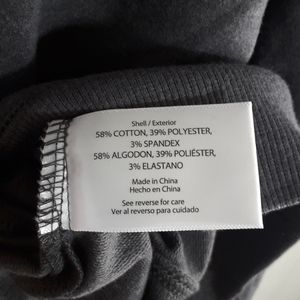 Shell / Exterior
58% COTTON, 39% POLYESTER,
3% SPANDEX
58% ALGODON, 39% POLIÉSTER,
3% ELASTANO
Made in China
Hecho en China
See reverse for care
Ver al reverso para cuidado